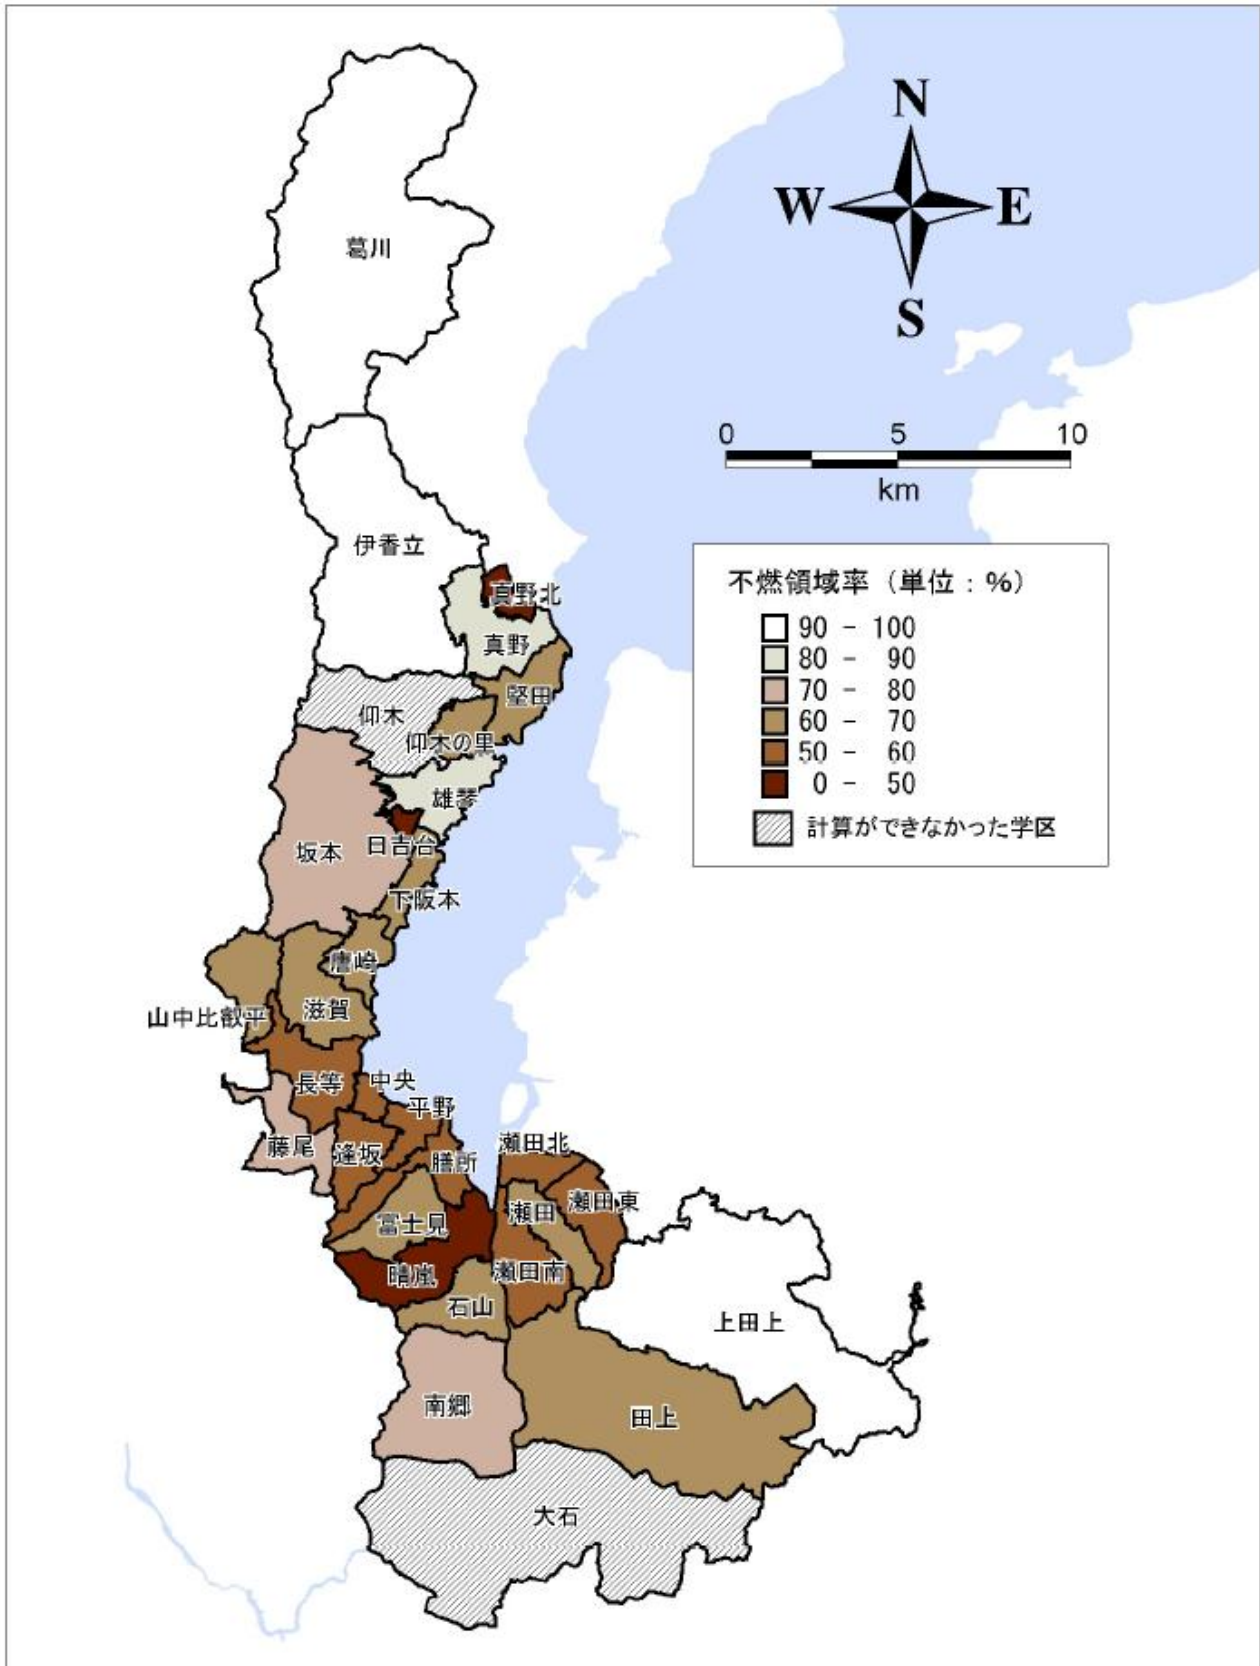 N
W
E
S
0 5 10
km
不燃領域率（単位：%）
90 - 100
80 - 90
70 - 80
60 - 70
50 - 60
0 - 50
計算ができなかった学区
葛川
伊香立
真野北
真野
堅田
仰木
仰木の里
雄琴
日吉台
坂本
下阪本
唐崎
滋賀
山中比叡平
長等
中央
平野
藤尾
逢坂
膳所
瀬田北
瀬田東
瀬田
富士見
瀬田南
晴嵐
石山
上田上
南郷
田上
大石